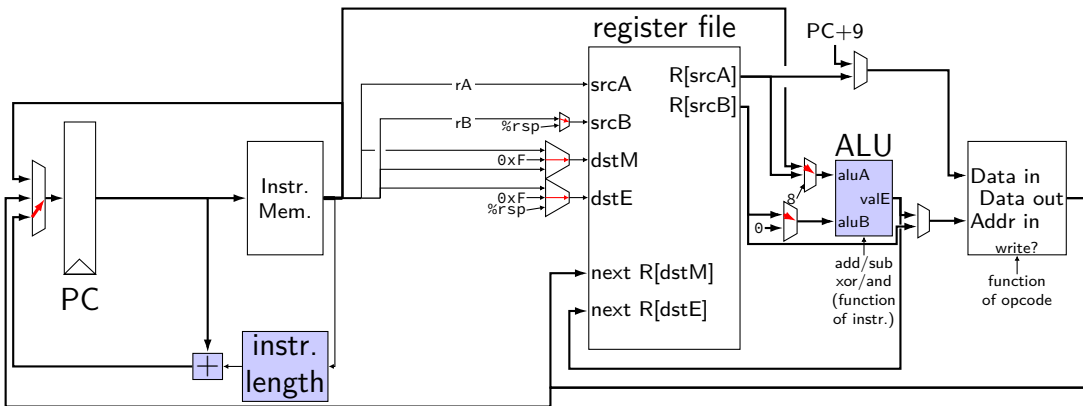 register file
PC+9
rA
srcA
R[srcA]
R[srcB]
rB
%rsp
srcB
ALU
Instr.
Mem.
0xF
dstM
aluA
Data in
valE
Data out
8
0xF
dstE
%rsp
0
aluB
Addr in
write?
add/sub
xor/and
(function
of instr.)
function
of opcode
next R[dstM]
PC
next R[dstE]
+
instr.
length